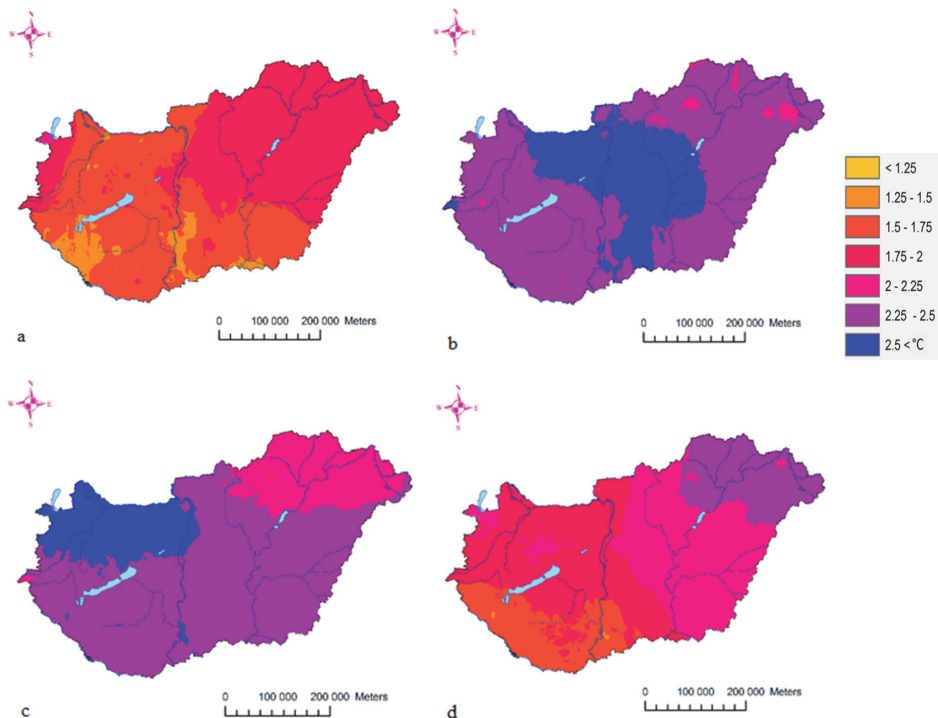 N
W E
S
N
W E
S
0 100 000 200 000 Meters
a
0 100 000 200 000 Meters
b
< 1.25
1.25 - 1.5
1.5 - 1.75
1.75 - 2
2 - 2.25
2.25 - 2.5
2.5 < °C
N
W E
S
N
W E
S
0 100 000 200 000 Meters
c
0 100 000 200 000 Meters
d